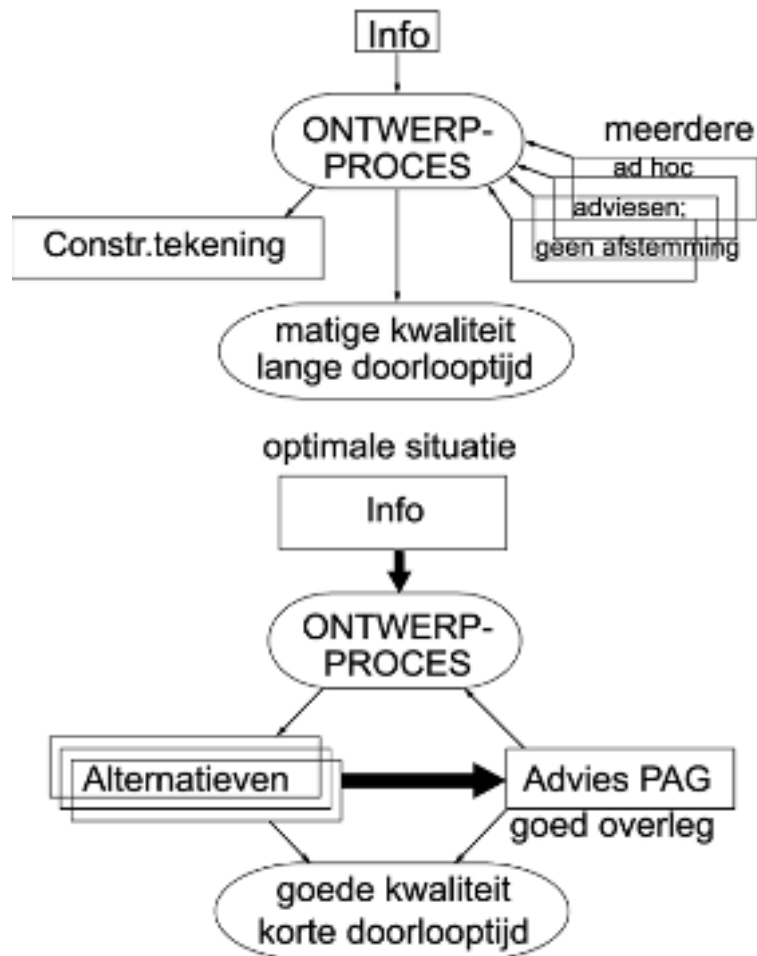 Info
ONTWERP-
PROCES
meerdere
ad hoc
adviesen;
geen afstemming
Constr.tekening
matige kwaliteit
lange doorlooptijd
optimale situatie
Info
ONTWERP-
PROCES
Alternatieven
Advies PAG
goed overleg
goede kwaliteit
korte doorlooptijd